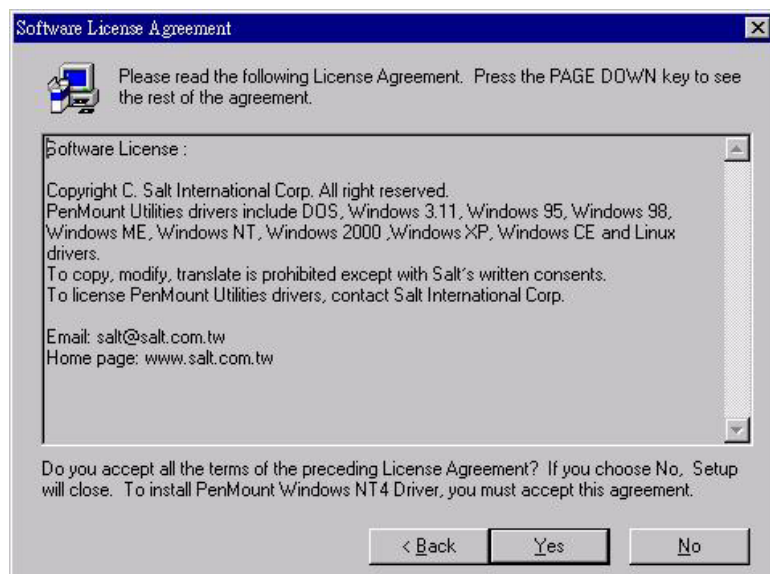 Software License Agreement
Please read the following License Agreement. Press the PAGE DOWN key to see
the rest of the agreement.
Software License :
Copyright C. Salt International Corp. All right reserved.
PenMount Utilities drivers include DOS, Windows 3.11, Windows 95, Windows 98,
Windows ME, Windows NT, Windows 2000 ,Windows XP, Windows CE and Linux
drivers.
To copy, modify, translate is prohibited except with Salt's written consents.
To license PenMount Utilities drivers, contact Salt International Corp.
Email: salt@salt.com.tw
Home page: www.salt.com.tw
Do you accept all the terms of the preceding License Agreement? If you choose No, Setup
will close. To install PenMount Windows NT4 Driver, you must accept this agreement.
< Back
Yes
No